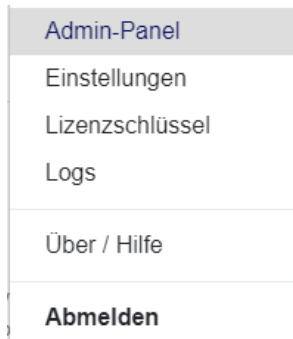 Admin-Panel
Einstellungen
Lizenzschlüssel
Logs
Über / Hilfe
Abmelden